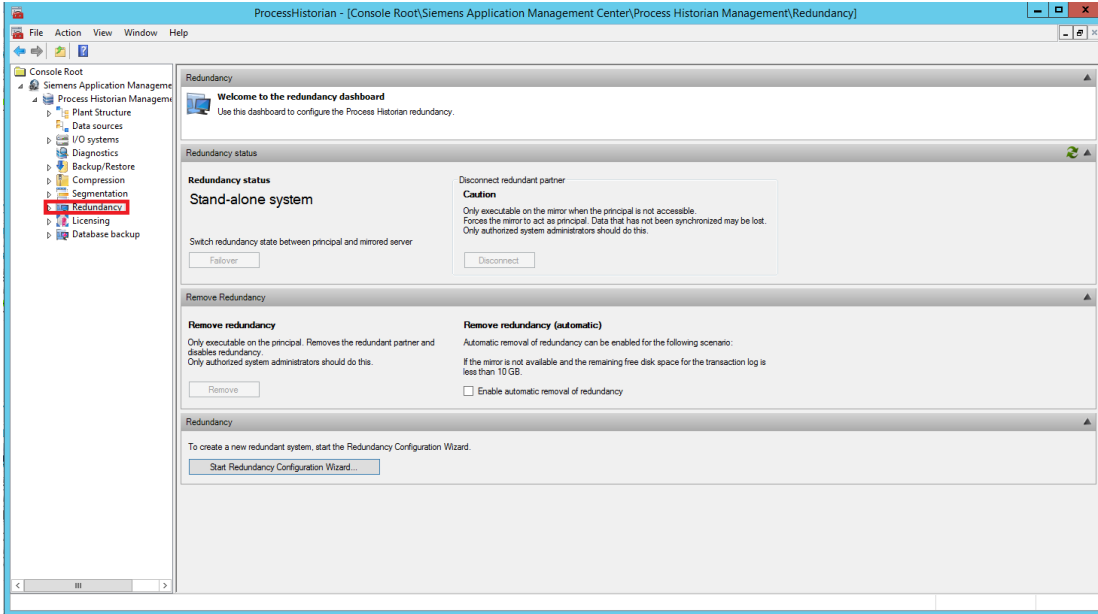 ProcessHistorian - [Console Root\Siemens Application Management Center\Process Historian Management\Redundancy]
File Action View Window Help
Console Root
Siemens Application Manageme
Process Historian Manageme
Plant Structure
Data sources
I/O systems
Diagnostics
Backup/Restore
Compression
Segmentation
Redundancy
Licensing
Database backup
Redundancy
Welcome to the redundancy dashboard
Use this dashboard to configure the Process Historian redundancy.
Redundancy status
Redundancy status
Stand-alone system
Switch redundancy state between principal and mirrored server
Failover
Disconnect redundant partner
Caution
Only executable on the mirror when the principal is not accessible.
Forces the mirror to act as principal. Data that has not been synchronized may be lost.
Only authorized system administrators should do this.
Disconnect
Remove Redundancy
Remove redundancy
Only executable on the principal. Removes the redundant partner and
disables redundancy.
Only authorized system administrators should do this.
Remove
Remove redundancy (automatic)
Automatic removal of redundancy can be enabled for the following scenario:
If the mirror is not available and the remaining free disk space for the transaction log is
less than 10 GB.
Enable automatic removal of redundancy
Redundancy
To create a new redundant system, start the Redundancy Configuration Wizard.
Start Redundancy Configuration Wizard...